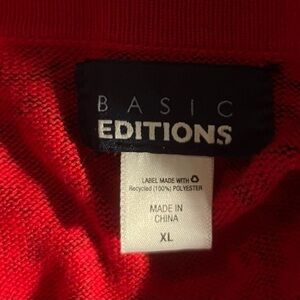 BASIC
EDITIONS
LABEL MADE WITH
Recycled (100%) POLYESTER
MADE IN
CHINA
XL